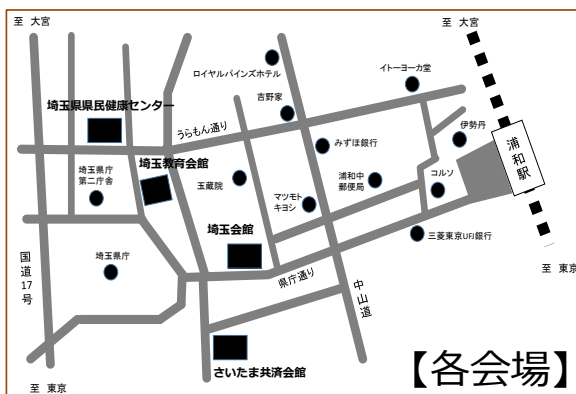 至 大宮
至 大宮
ロイヤルパインズホテル
イトーヨーカ堂
埼玉県県民健康センター
吉野家
うらもん通り
伊勢丹
みずほ銀行
浦和駅
埼玉教育会館
埼玉県庁
第二庁舎
玉蔵院
浦和中
郵便局
コルソ
マツモト
キヨシ
埼玉会館
三菱東京UFJ銀行
埼玉県庁
国道17号
県庁通り
中山道
至 東京
さいたま共済会館
至 東京
【各会場】